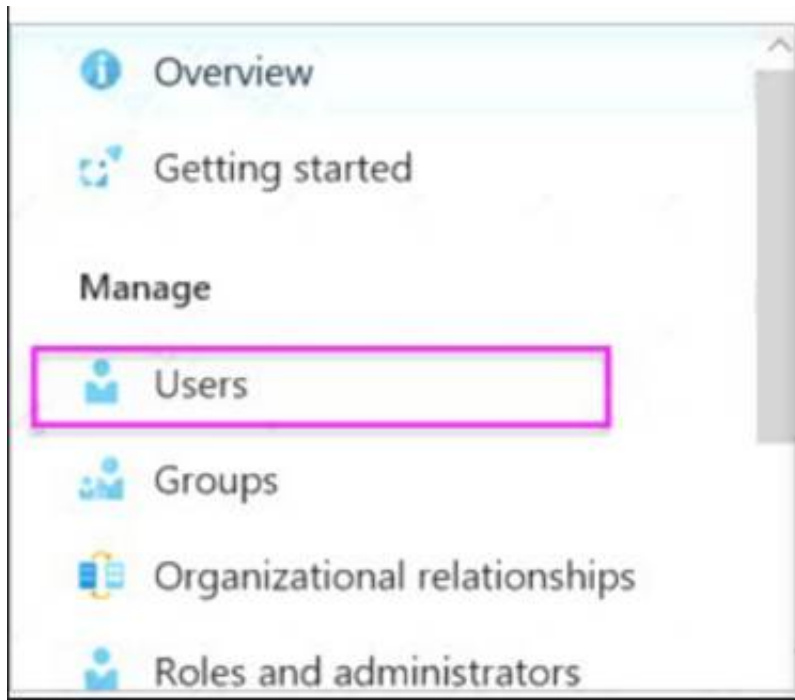 Overview
Getting started
Manage
Users
Groups
Organizational relationships
Roles and administrators